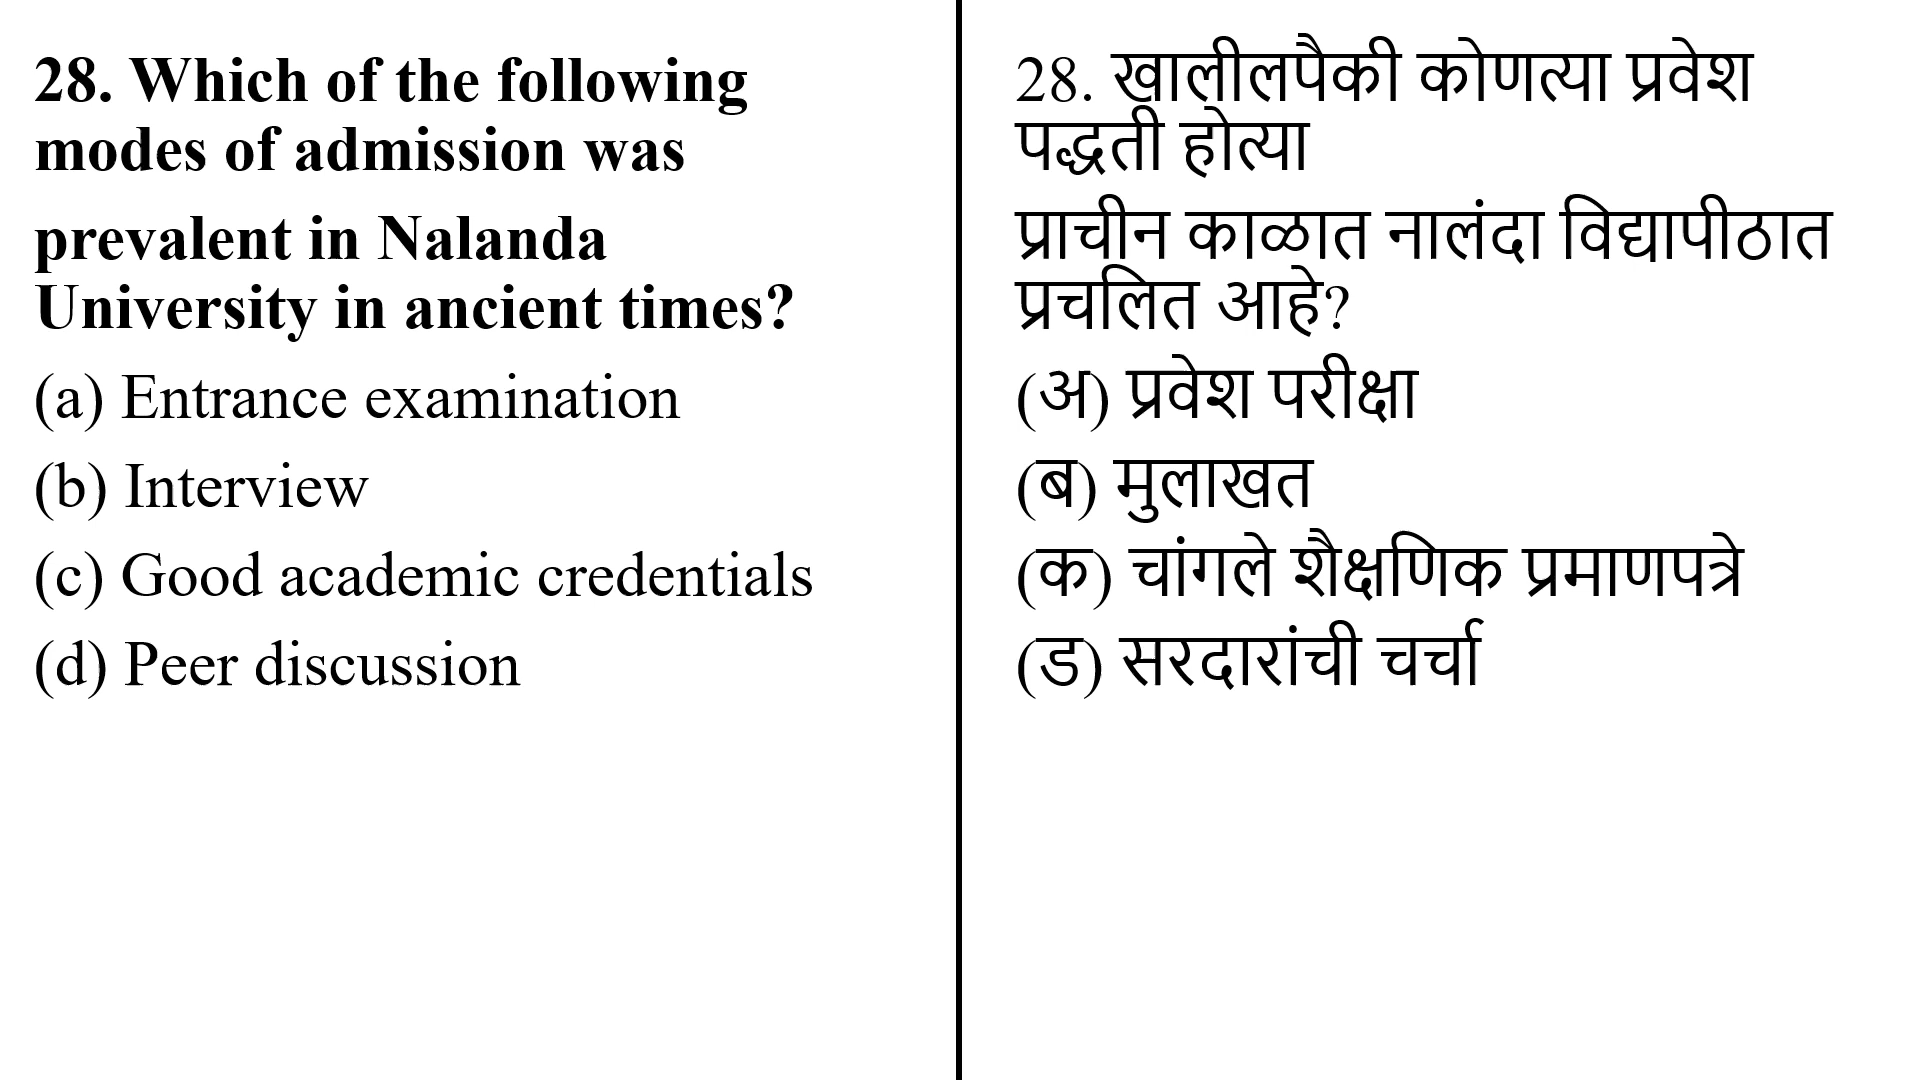 28. Which of the following
modes of admission was
prevalent in Nalanda
University in ancient times?
(a) Entrance examination
(b) Interview
(c) Good academic credentials
(d) Peer discussion
28. खालीलपैकी कोणत्या प्रवेश
पद्धती होत्या
प्राचीन काळात नालंदा विद्यापीठात
प्रचलित आहे?
(अ) प्रवेश परीक्षा
(ब) मुलाखत
(क) चांगले शैक्षणिक प्रमाणपत्रे
(ड) सरदारांची चर्चा